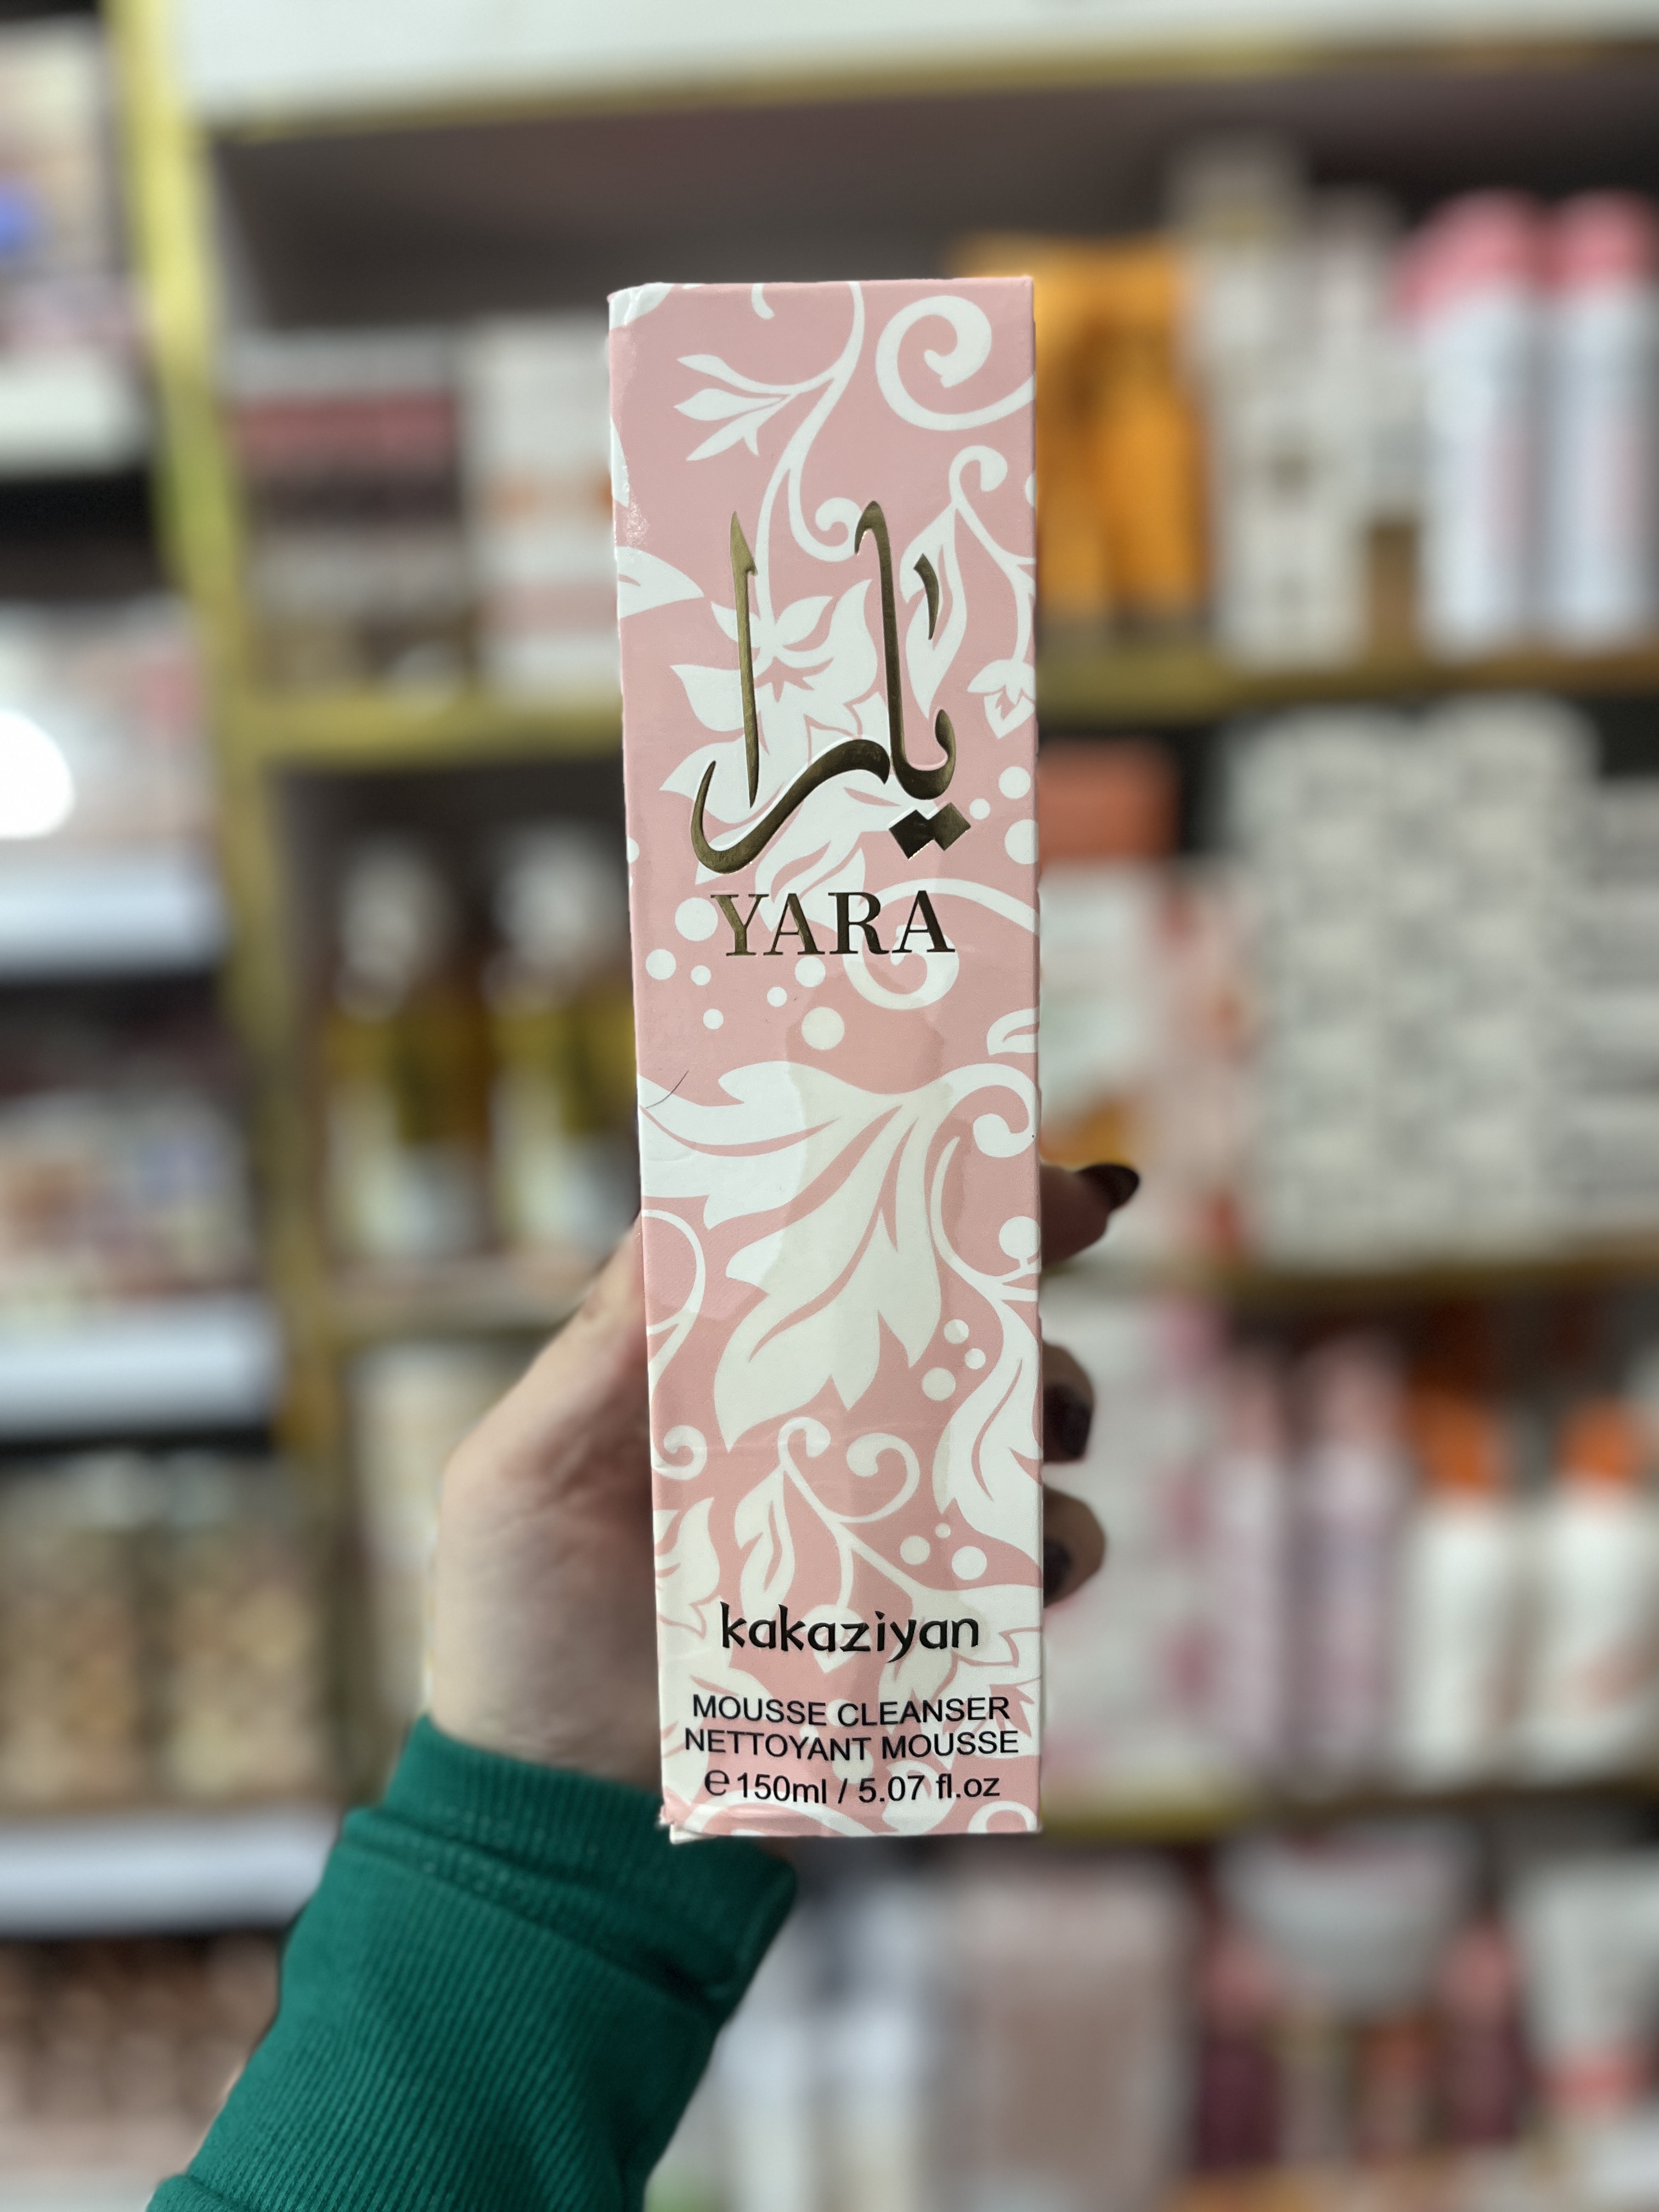 يارا
YARA
kakaziyan
MOUSSE CLEANSER
NETTOYANT MOUSSE
℮150ml / 5.07 fl.oz